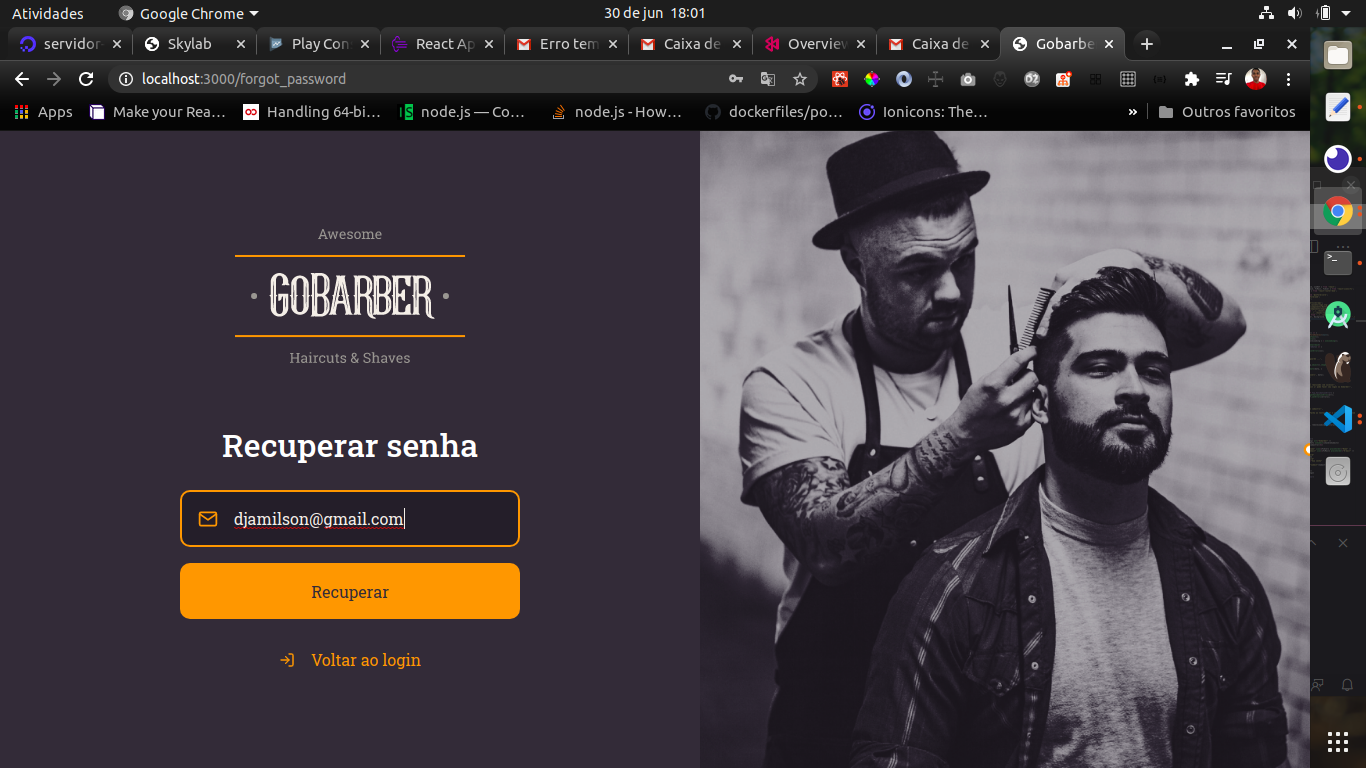 Atividades
Google Chrome
30 de jun 18:01
servidor-
Skylab
Play Con
React Ap
Erro tem
Caixa de
Overview
Caixa de
Gobarbe
localhost:3000/forgot_password
Apps
Make your Rea…
Handling 64-bi…
node.js — Co…
node.js - How…
dockerfiles/po…
Ionicons: The…
»
Outros favoritos
Awesome
• GOBARBER •
Haircuts & Shaves
Recuperar senha
djamilson@gmail.com
Recuperar
Voltar ao login